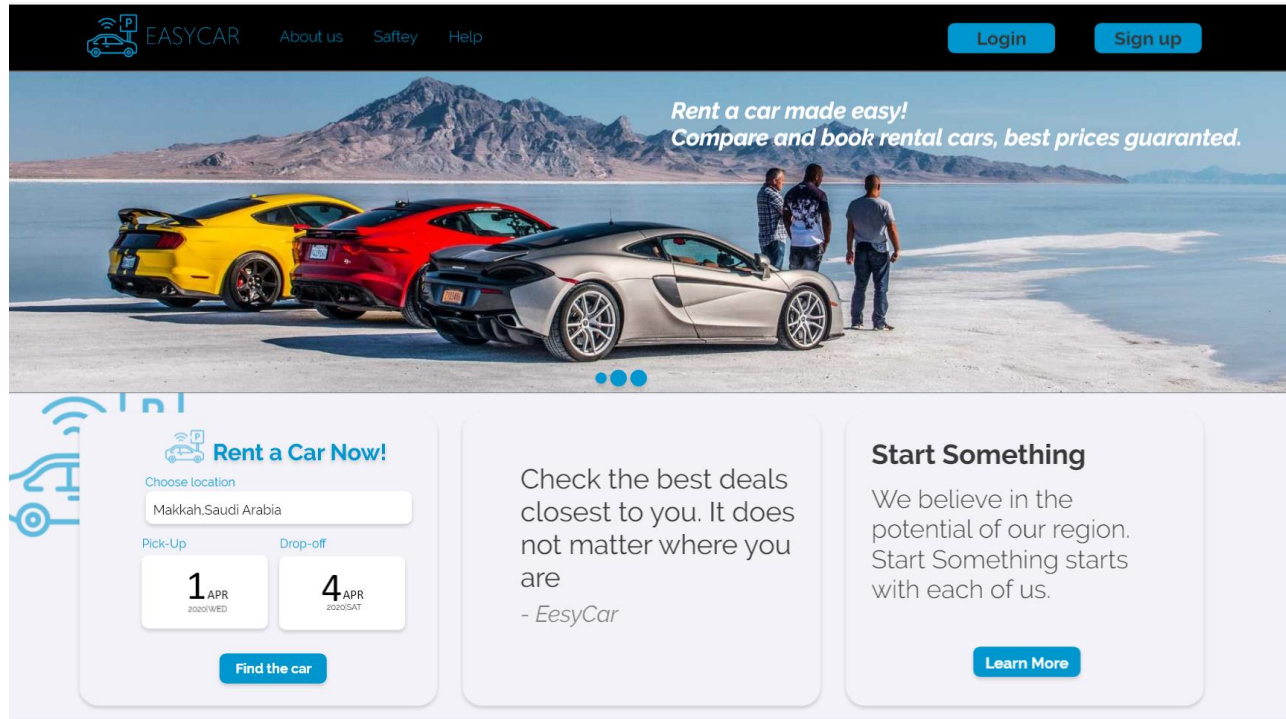 P
EASYCAR About us Saftey Help Login Sign up
Rent a car made easy!
Compare and book rental cars, best prices guaranted.
P
Rent a Car Now!
Choose location
Makkah,Saudi Arabia
Pick-Up Drop-off
1 APR
2020|WED
4 APR
2020|SAT
Find the car
Check the best deals
closest to you. It does
not matter where you
are
- EesyCar
Start Something
We believe in the
potential of our region.
Start Something starts
with each of us.
Learn More